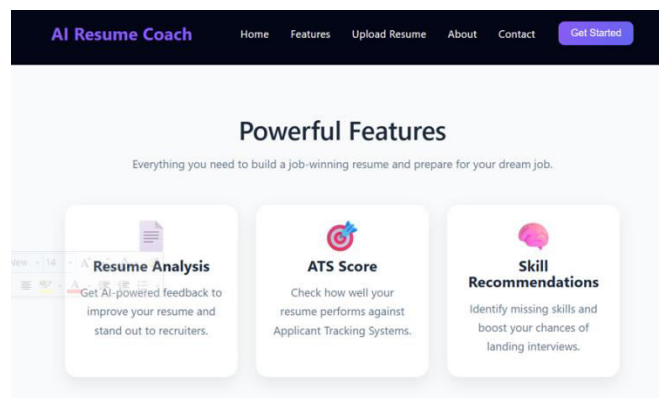 AI Resume Coach
Home Features Upload Resume About Contact Get Started
Powerful Features
Everything you need to build a job-winning resume and prepare for your dream job.
Resume Analysis
Get AI-powered feedback to
improve your resume and
stand out to recruiters.
ATS Score
Check how well your
resume performs against
Applicant Tracking Systems.
Skill
Recommendations
Identify missing skills and
boost your chances of
landing interviews.
14
A
A